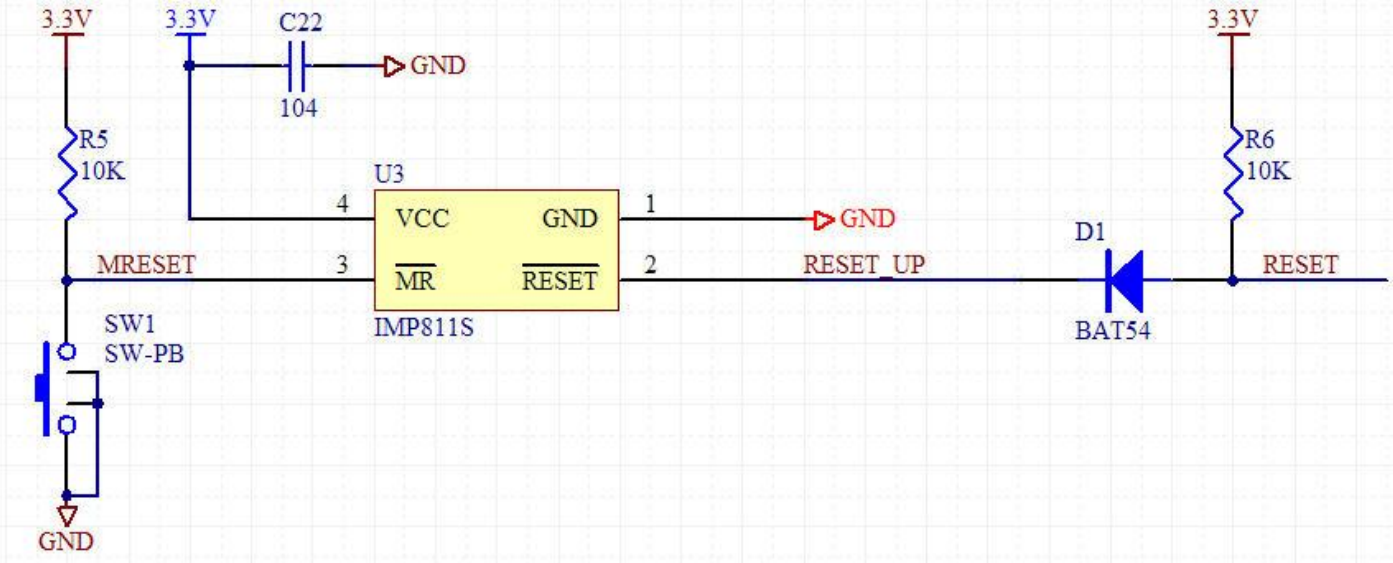 3.3V
3.3V
C22
3.3V
GND
104
R5
10K
R6
10K
U3
4
VCC
GND
1
GND
D1
MRESET
3
MR
RESET
2
RESET_UP
RESET
SW1
SW-PB
IMP811S
BAT54
GND